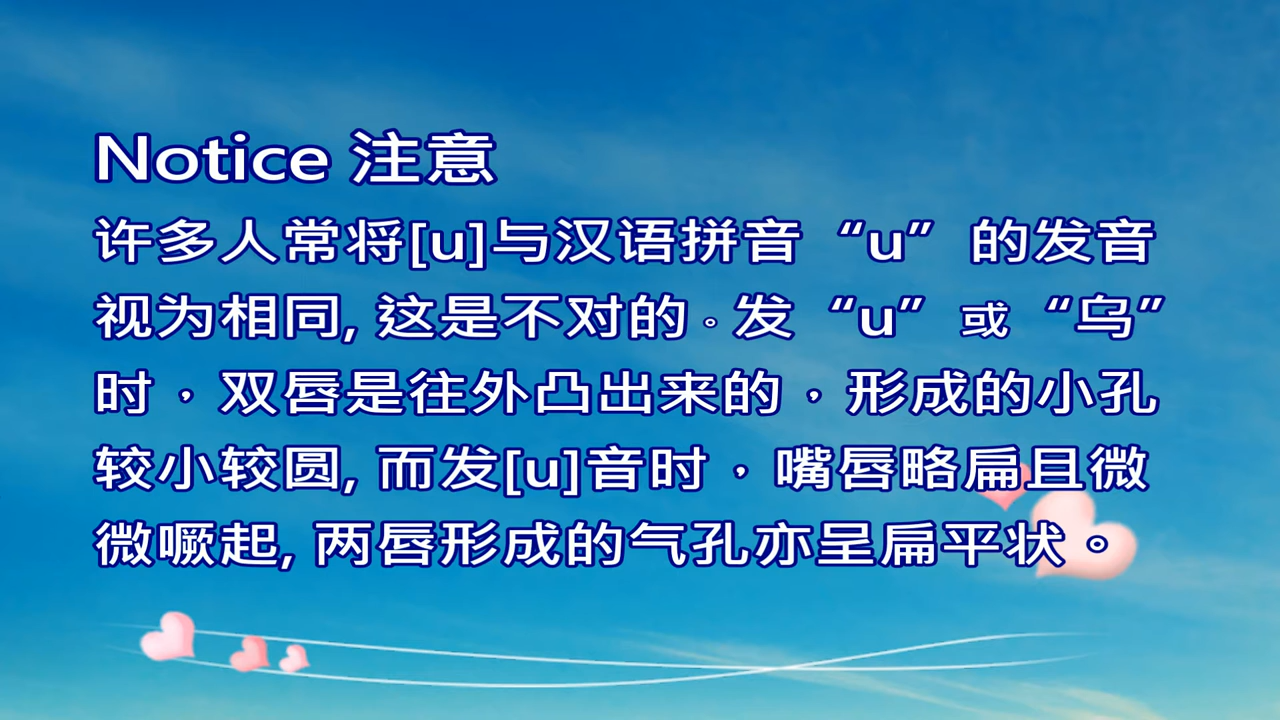 Notice 注意
许多人常将[u]与汉语拼音“u”的发音
视为相同, 这是不对的。发“u”或“乌”
时，双唇是往外凸出来的，形成的小孔
较小较圆, 而发[u]音时，嘴唇略扁且微
微噘起, 两唇形成的气孔亦呈扁平状。